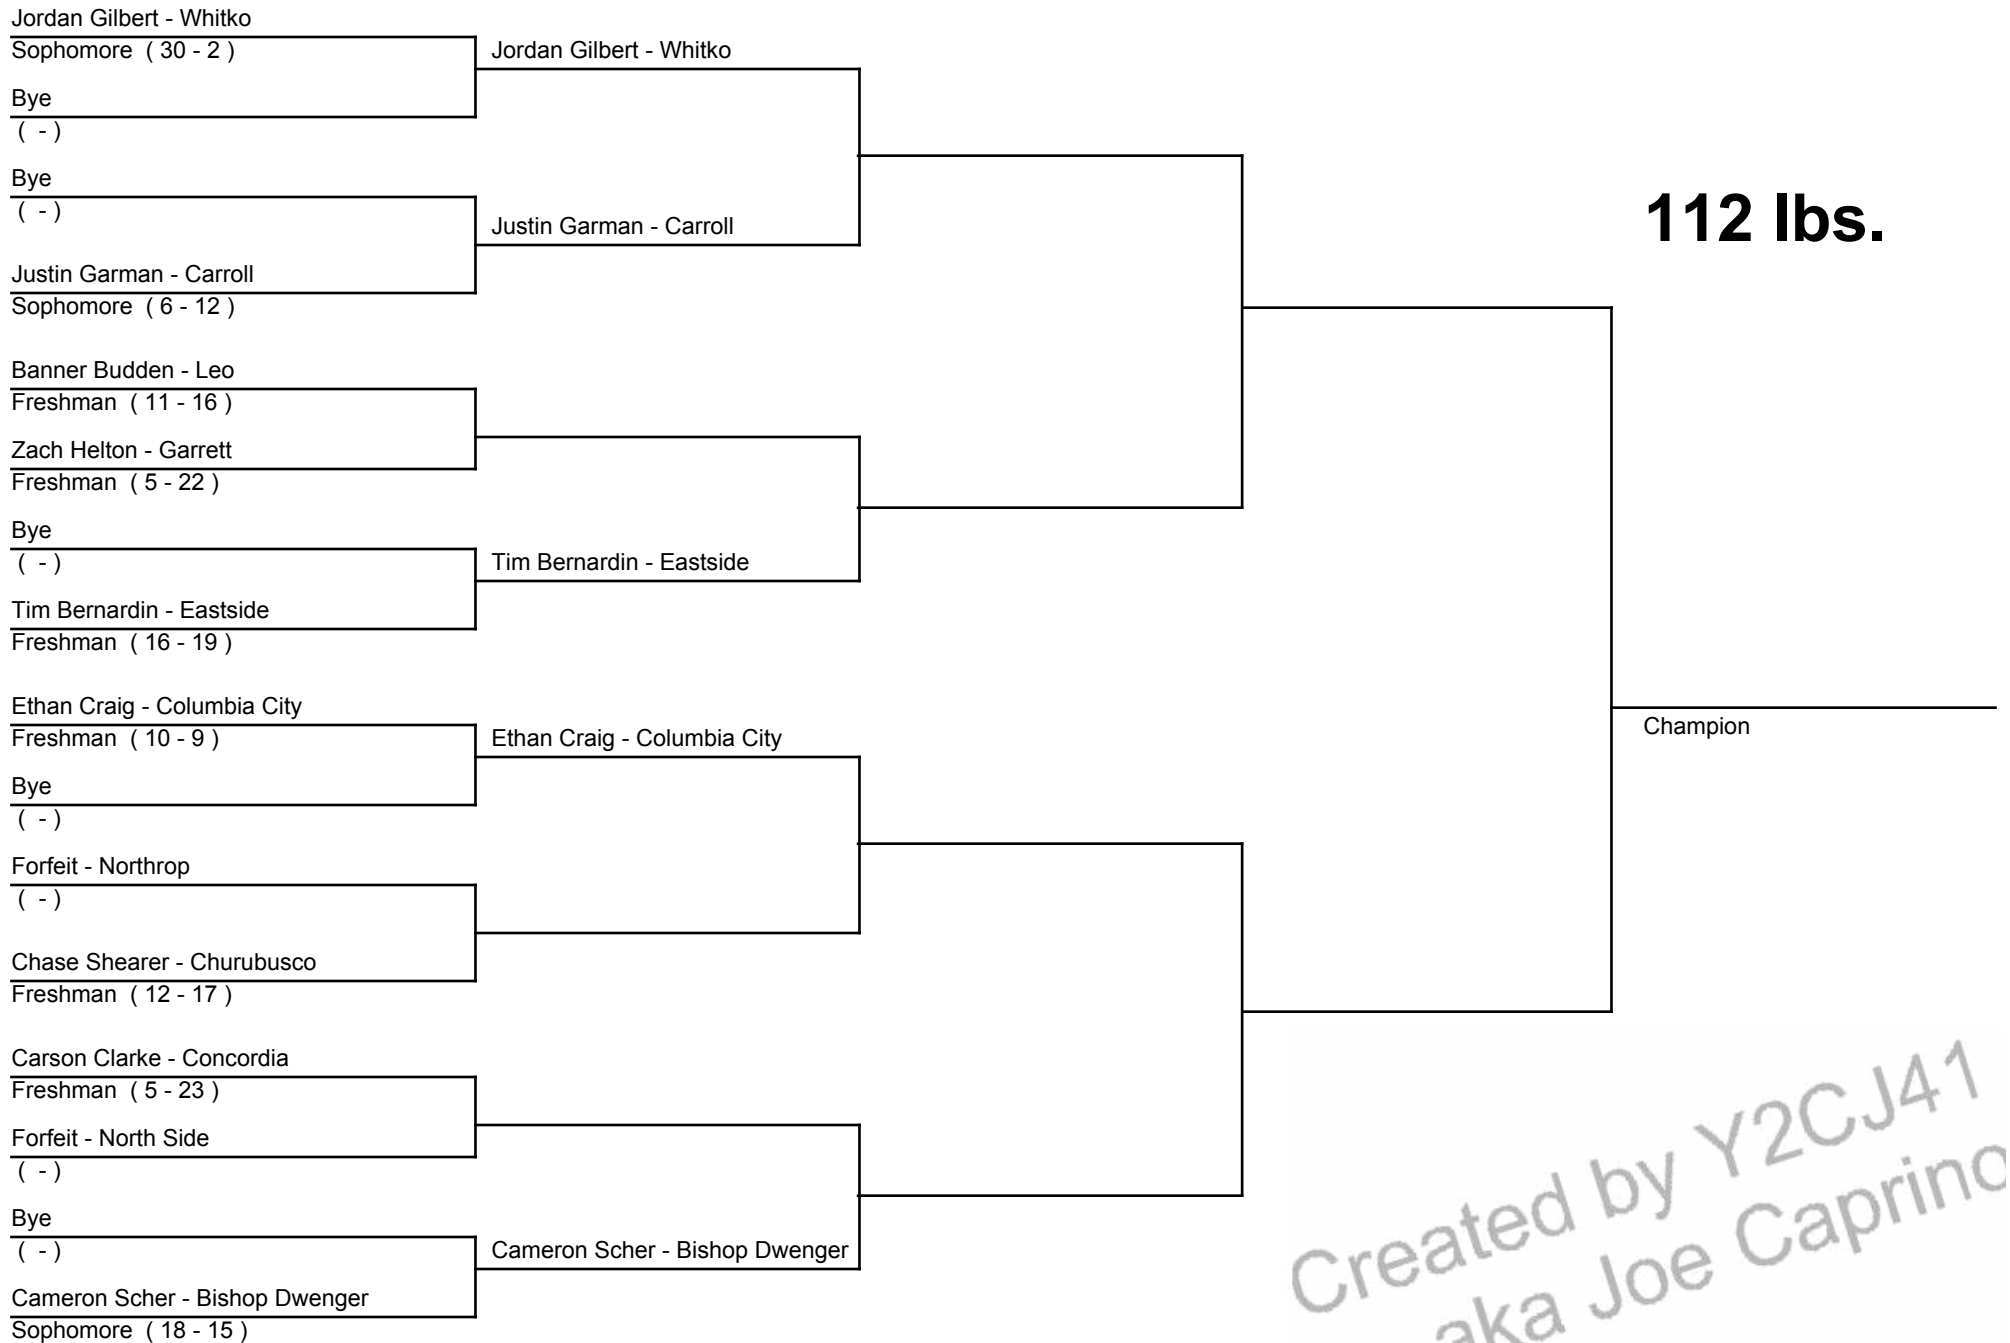 Jordan Gilbert - Whitko
Sophomore ( 30 - 2 )
Bye
( - )
Bye
( - )
Justin Garman - Carroll
Sophomore ( 6 - 12 )
Banner Budden - Leo
Freshman ( 11 - 16 )
Zach Helton - Garrett
Freshman ( 5 - 22 )
Bye
( - )
Tim Bernardin - Eastside
Freshman ( 16 - 19 )
Ethan Craig - Columbia City
Freshman ( 10 - 9 )
Bye
( - )
Forfeit - Northrop
( - )
Chase Shearer - Churubusco
Freshman ( 12 - 17 )
Carson Clarke - Concordia
Freshman ( 5 - 23 )
Forfeit - North Side
( - )
Bye
( - )
Cameron Scher - Bishop Dwenger
Sophomore ( 18 - 15 )
Jordan Gilbert - Whitko
Justin Garman - Carroll
Tim Bernardin - Eastside
Ethan Craig - Columbia City
Cameron Scher - Bishop Dwenger
112 lbs.
Champion
Created by Y2CJ41
aka Joe Caprino